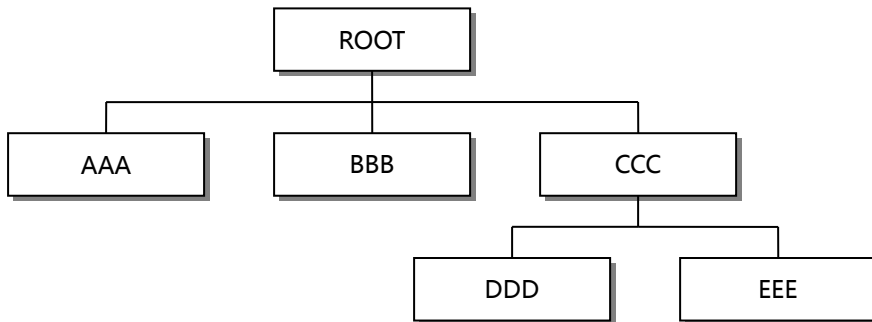 ROOT
AAA
BBB
CCC
DDD
EEE